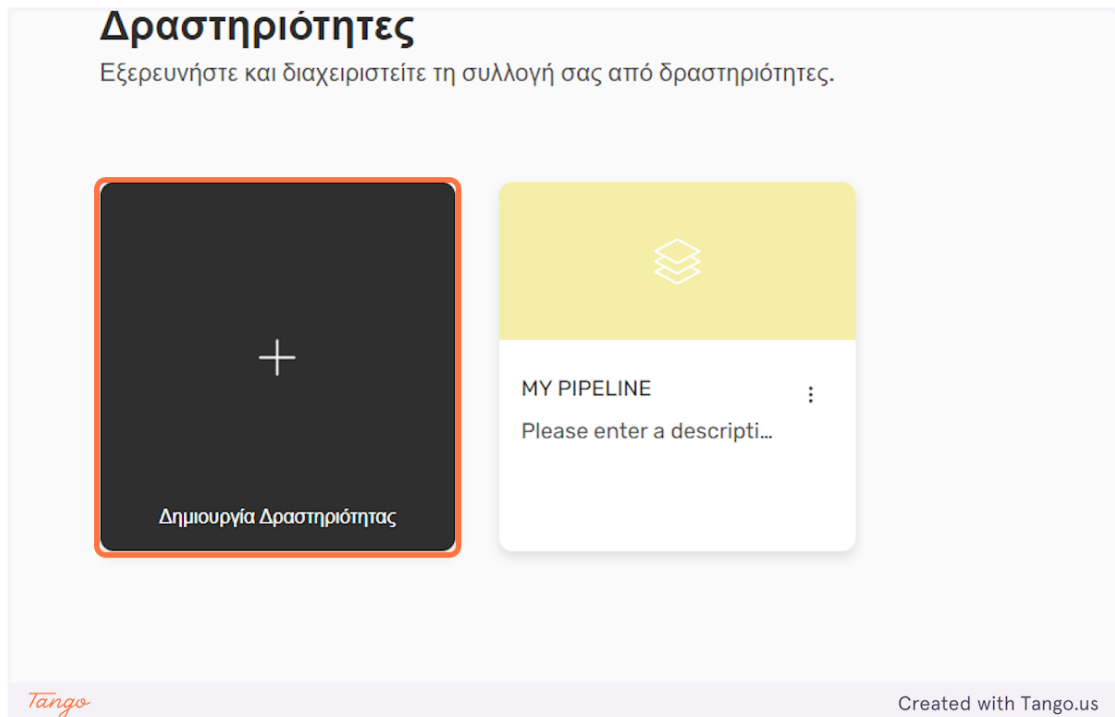 Δραστηριότητες
Εξερευνήστε και διαχειριστείτε τη συλλογή σας από δραστηριότητες.
Δημιουργία Δραστηριότητας
MY PIPELINE
Please enter a descripti...
Tango
Created with Tango.us